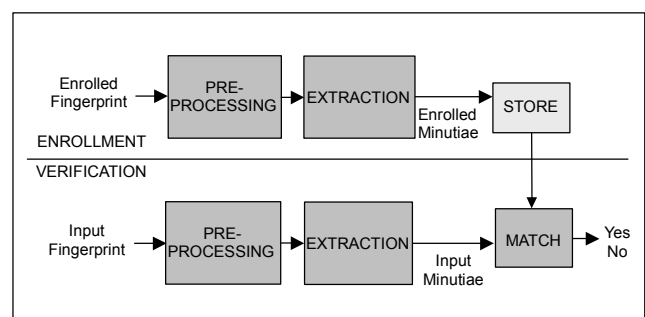 Enrolled
Fingerprint
PRE-
PROCESSING
EXTRACTION
Enrolled
Minutiae
STORE
ENROLLMENT
VERIFICATION
Input
Fingerprint
PRE-
PROCESSING
EXTRACTION
Input
Minutiae
MATCH
Yes
No